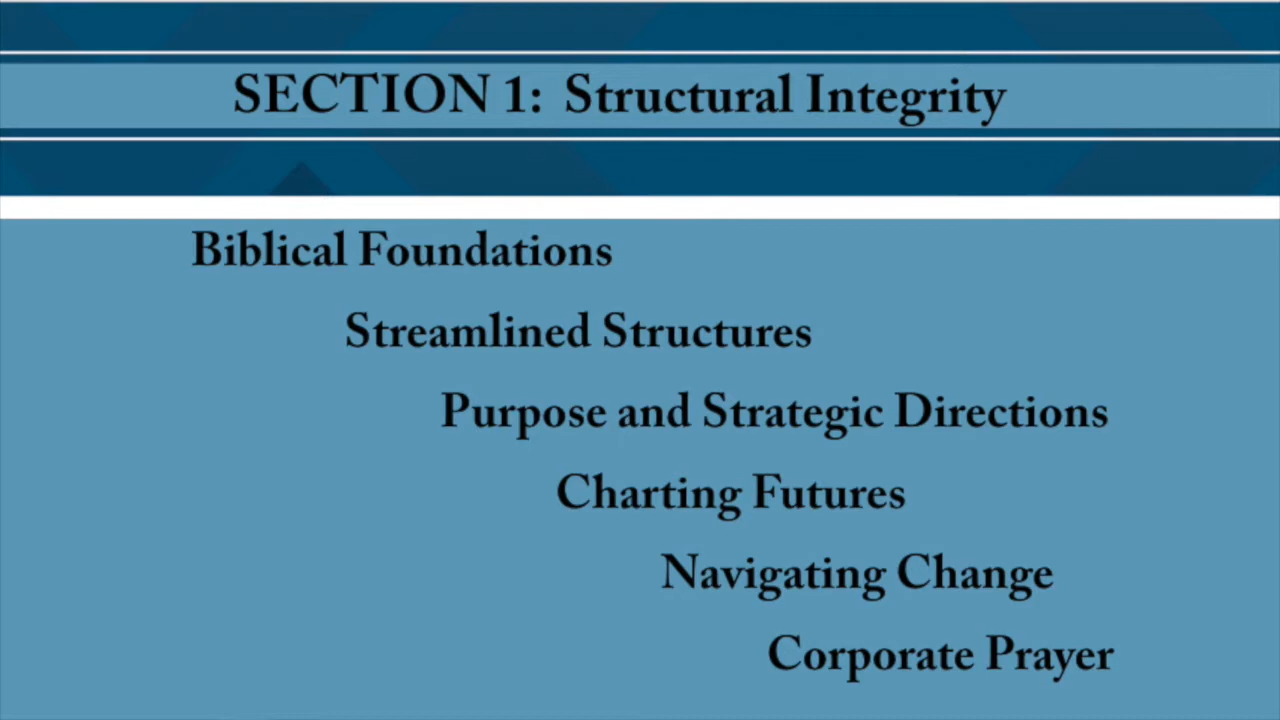 SECTION 1: Structural Integrity
Biblical Foundations
Streamlined Structures
Purpose and Strategic Directions
Charting Futures
Navigating Change
Corporate Prayer